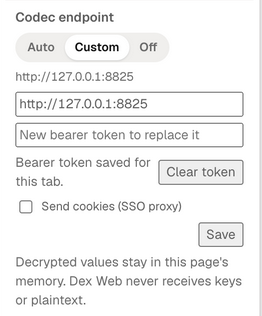 Codec endpoint
Auto Custom Off
http://127.0.0.1:8825
http://127.0.0.1:8825
New bearer token to replace it
Bearer token saved for
this tab.
Clear token
Send cookies (SSO proxy)
Save
Decrypted values stay in this page's
memory. Dex Web never receives keys
or plaintext.